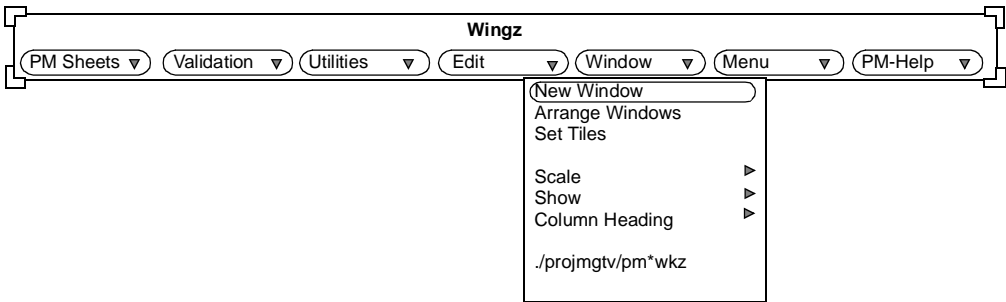 Wingz
PM Sheets Validation Utilities Edit Window Menu PM-Help
New Window
Arrange Windows
Set Tiles
Scale
Show
Column Heading
./projmgtv/pm*wkz